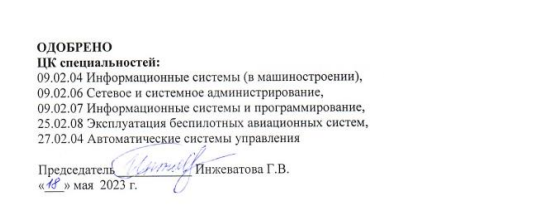 ОДОБРЕНО
ЦК специальностей:
09.02.04 Информационные системы (в машиностроении),
09.02.06 Сетевое и системное администрирование,
09.02.07 Информационные системы и программирование,
25.02.08 Эксплуатация беспилотных авиационных систем,
27.02.04 Автоматические системы управления
Председатель Инжеватова Г.В.
«18» мая 2023 г.